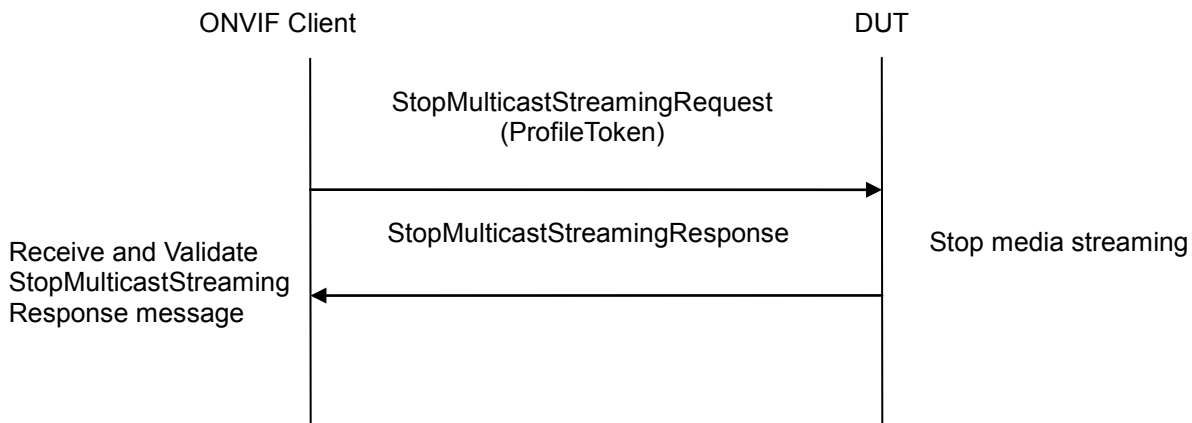 ONVIF Client
DUT
StopMulticastStreamingRequest
(ProfileToken)
StopMulticastStreamingResponse
Receive and Validate
StopMulticastStreaming
Response message
Stop media streaming